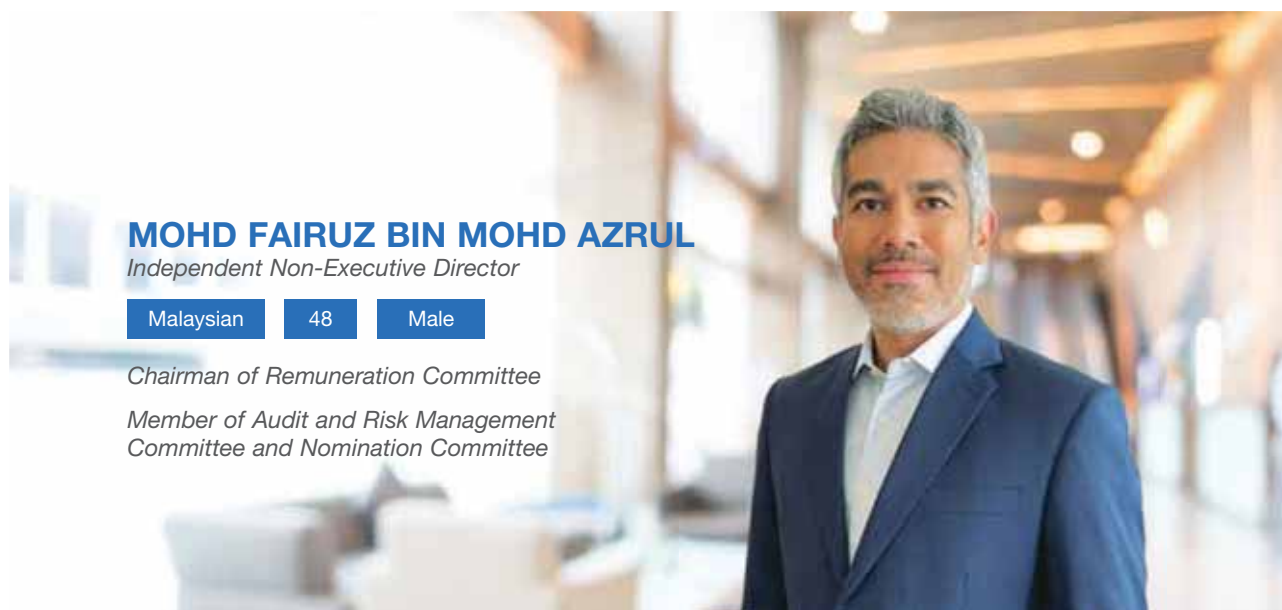 MOHD FAIRUZ BIN MOHD AZRUL
Independent Non-Executive Director
Malaysian 48 Male
Chairman of Remuneration Committee
Member of Audit and Risk Management
Committee and Nomination Committee